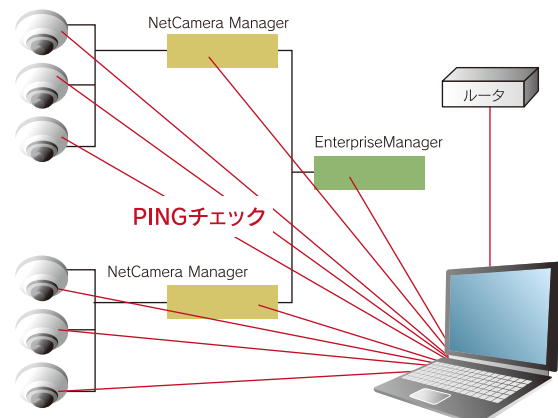 NetCamera Manager
ルータ
EnterpriseManager
PINGチェック
NetCamera Manager